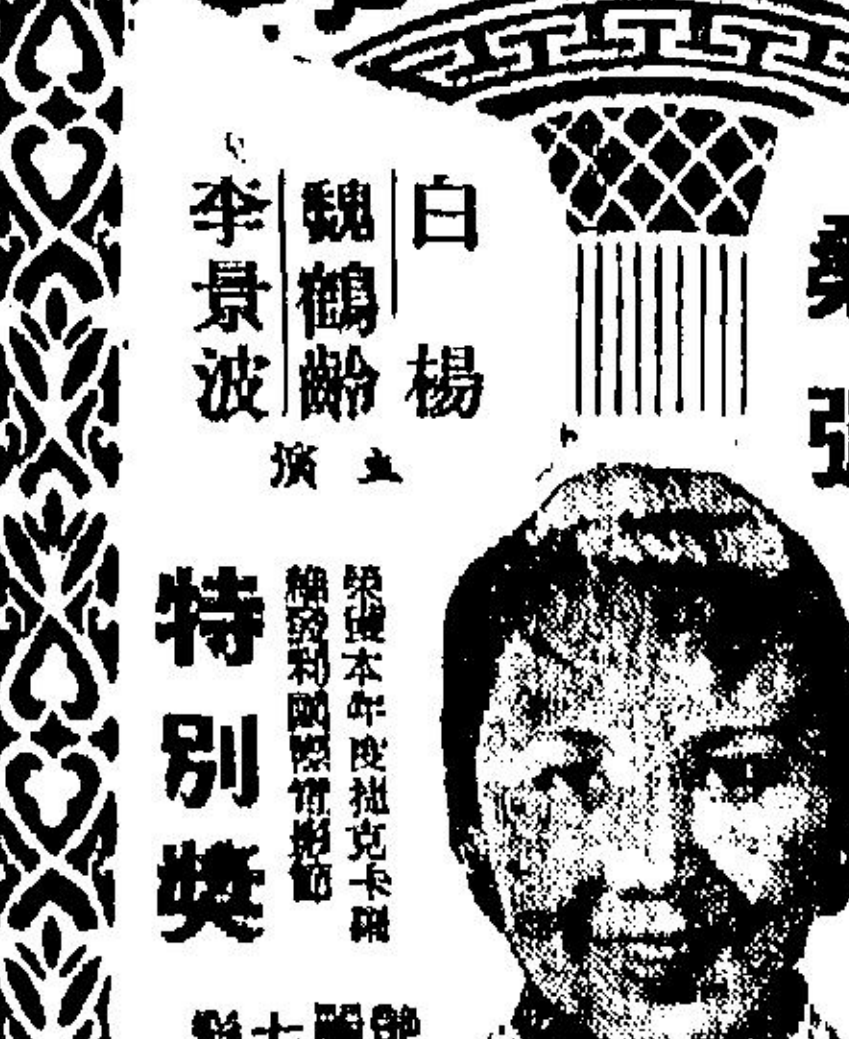 白楊
魏鶴齡
李景波
主演
榮獲本年度捷克卡羅
維發利國際電影節
特別獎